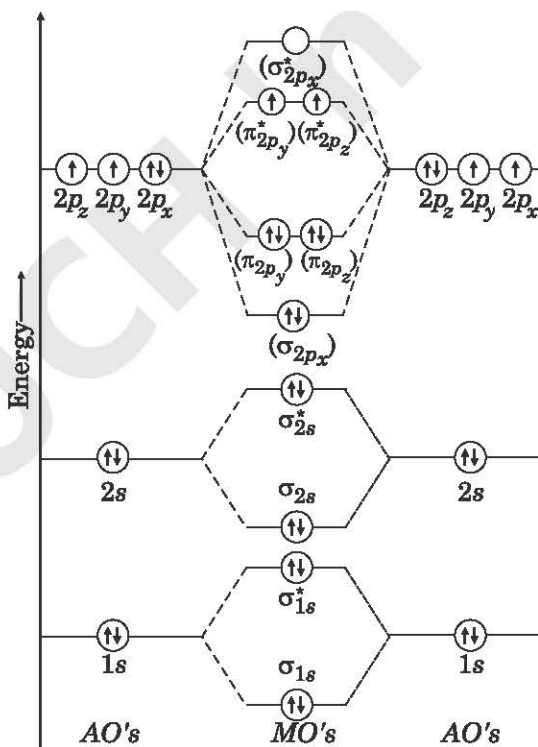 (σ*2px)
(π*2py)(π*2pz)
2pz 2py 2px
2pz 2py 2px
(π2py) (π2pz)
(σ2px)
Energy
σ*2s
2s
σ2s
2s
σ*1s
1s
σ1s
1s
AO's MO's AO's